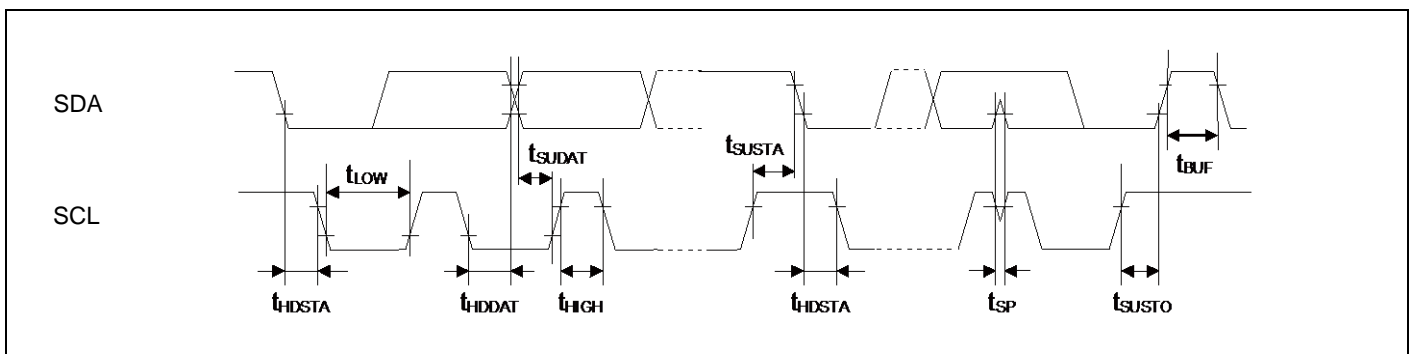 SDA
tSUDAT
tSUSTA
tBUF
tLOW
SCL
tHDSTA
tHDDAT
tHIGH
tHDSTA
tSP
tSUSTO